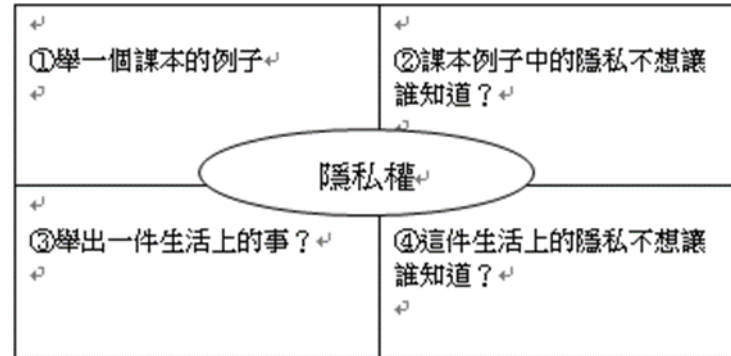 ①舉一個課本的例子
②課本例子中的隱私不想讓
誰知道？
隱私權
③舉出一件生活上的事？
④這件生活上的隱私不想讓
誰知道？